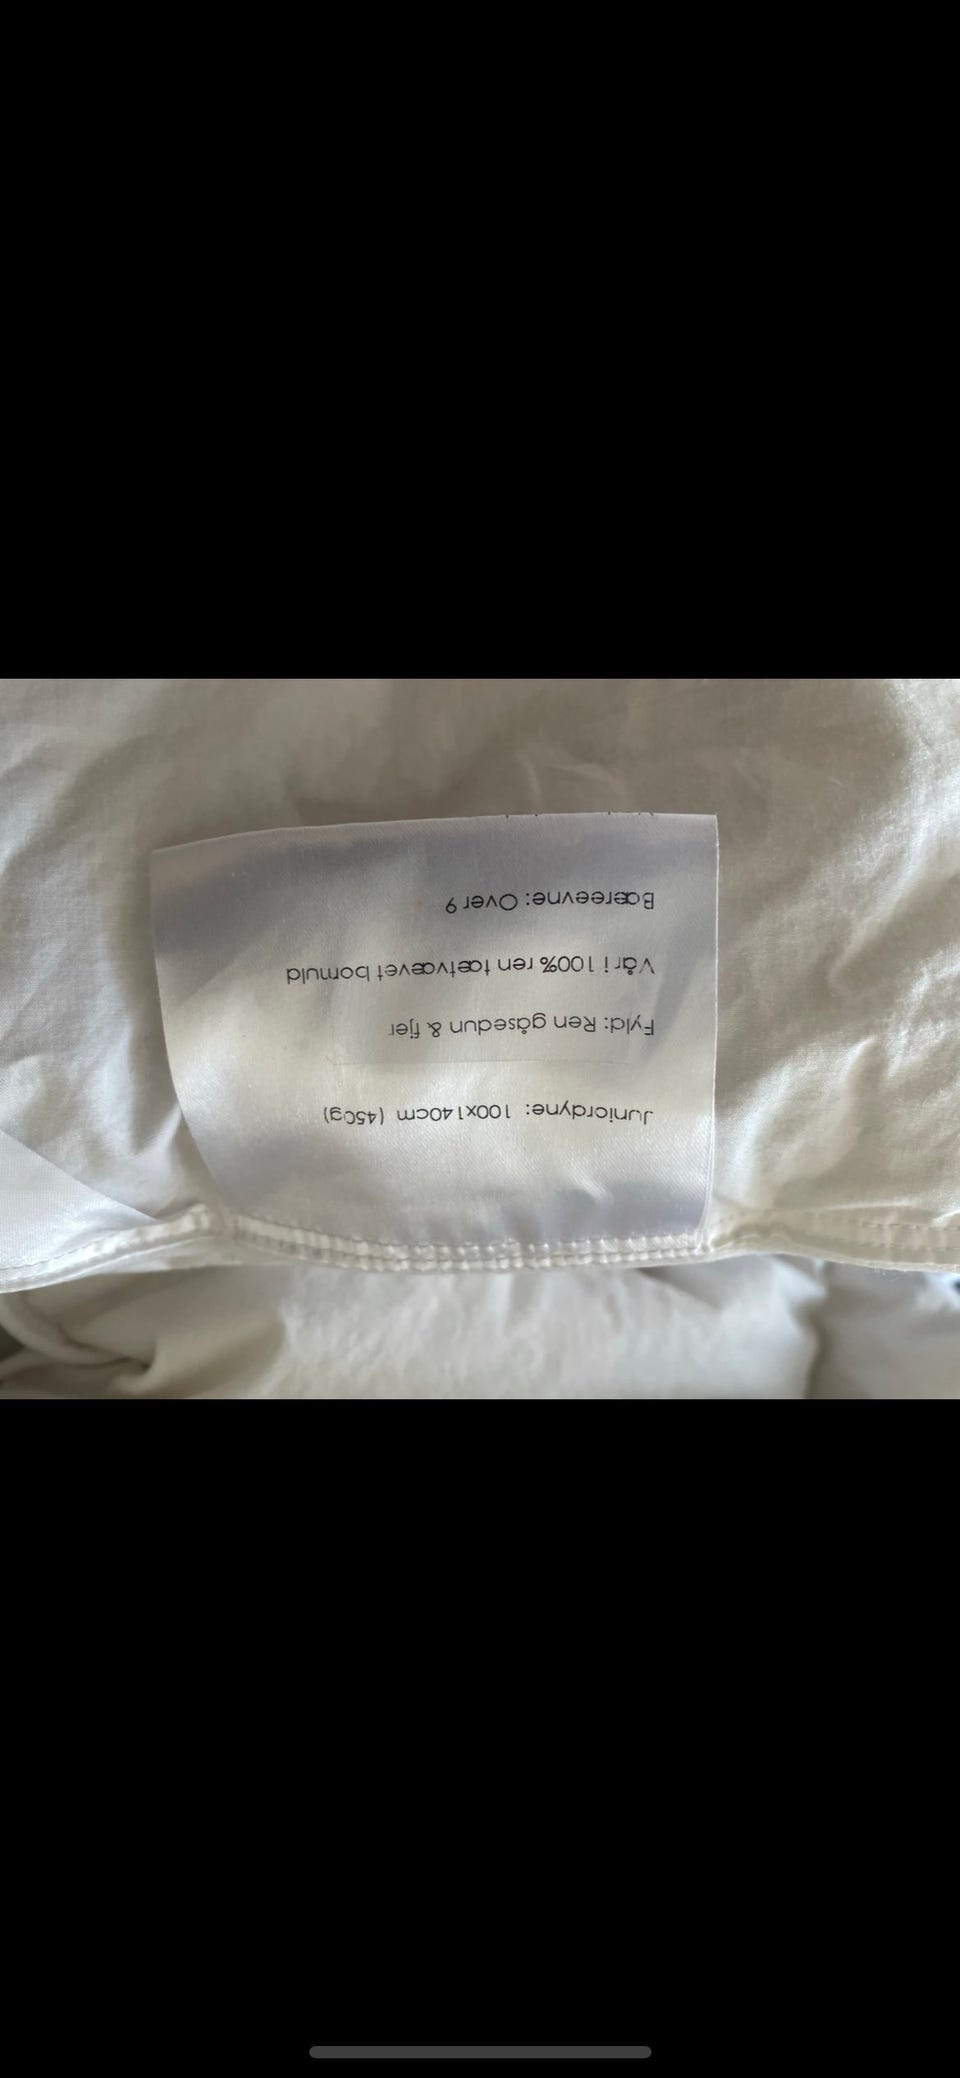 Juniordyne: 100x140cm (450g)
Fyld: Ren gåsedun & fjer
Vår i 100% ren tætvævet bomuld
Bæreevne: Over 9